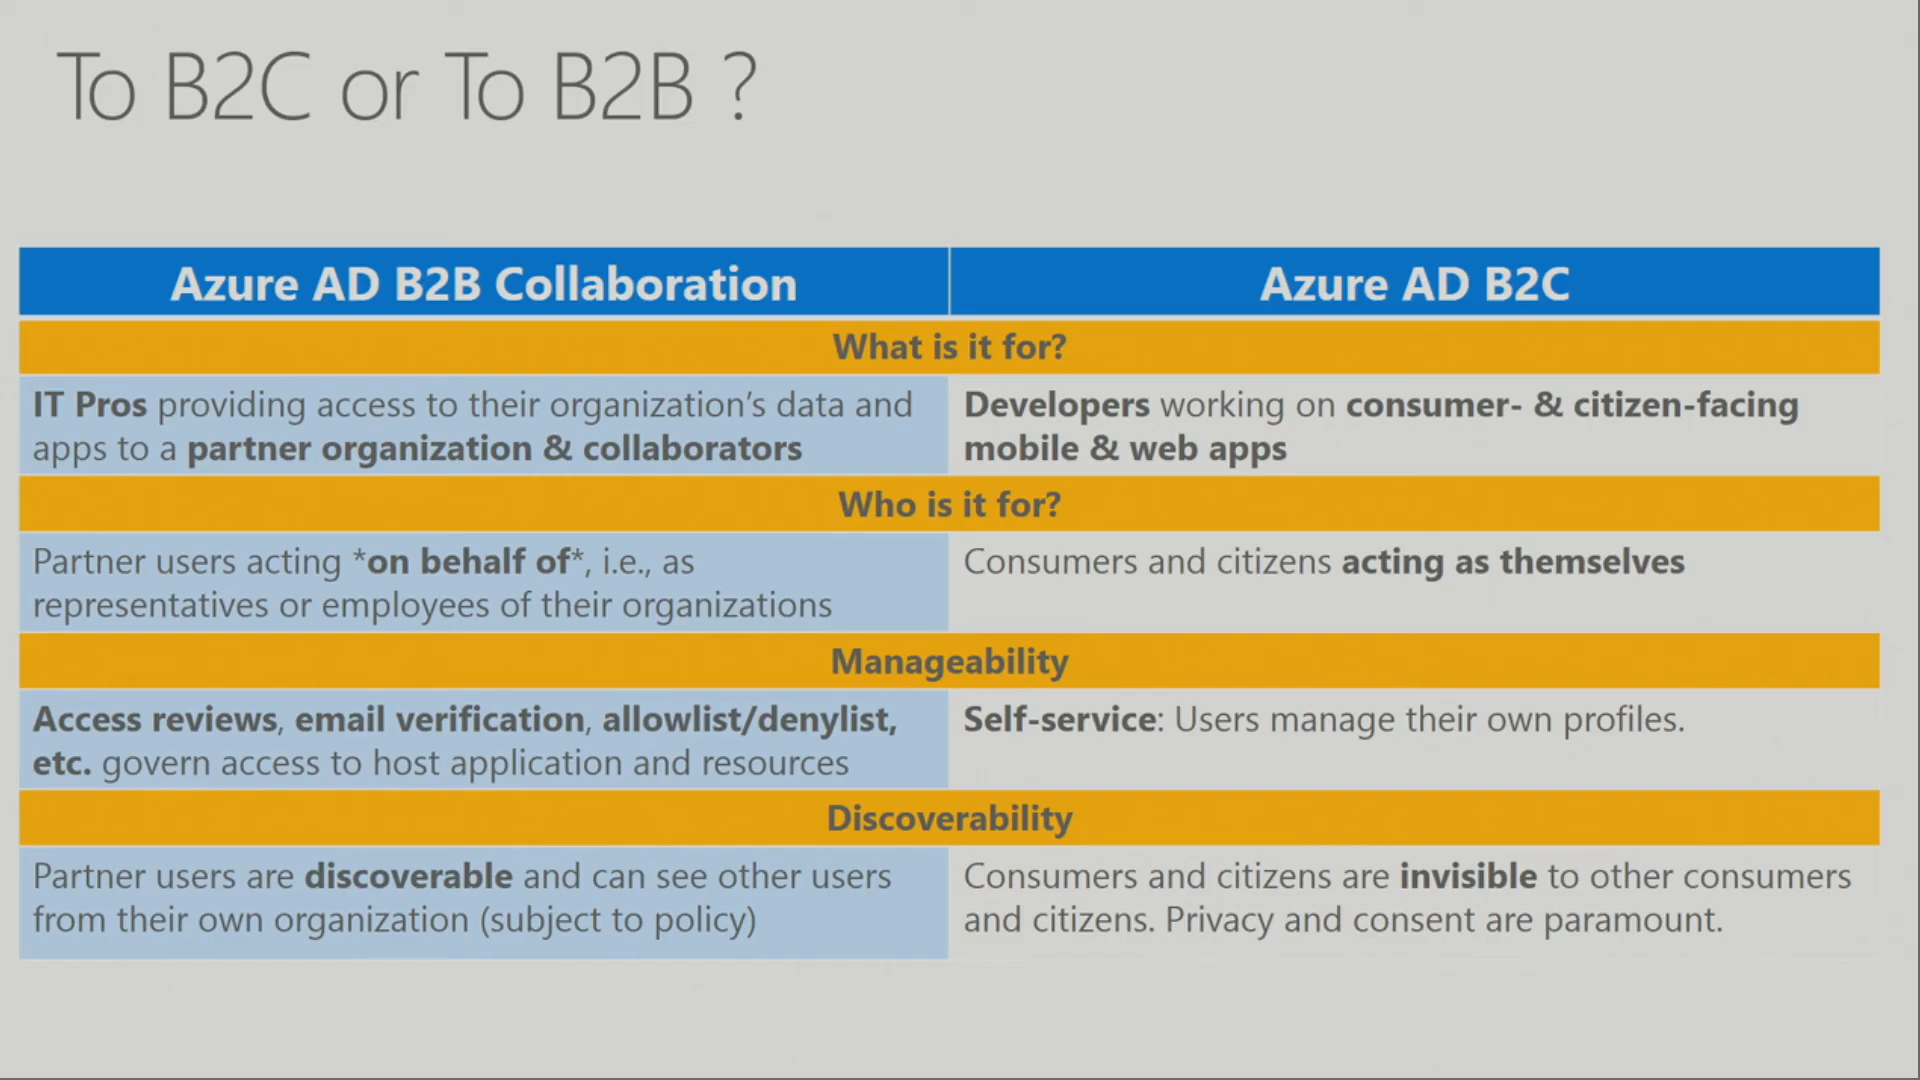 To B2C or To B2B ?
Azure AD B2B Collaboration
Azure AD B2C
What is it for?
IT Pros providing access to their organization's data and
apps to a partner organization & collaborators
Developers working on consumer- & citizen-facing
mobile & web apps
Who is it for?
Partner users acting *on behalf of*, i.e., as
representatives or employees of their organizations
Consumers and citizens acting as themselves
Manageability
Access reviews, email verification, allowlist/denylist,
etc. govern access to host application and resources
Self-service: Users manage their own profiles.
Discoverability
Partner users are discoverable and can see other users
from their own organization (subject to policy)
Consumers and citizens are invisible to other consumers
and citizens. Privacy and consent are paramount.